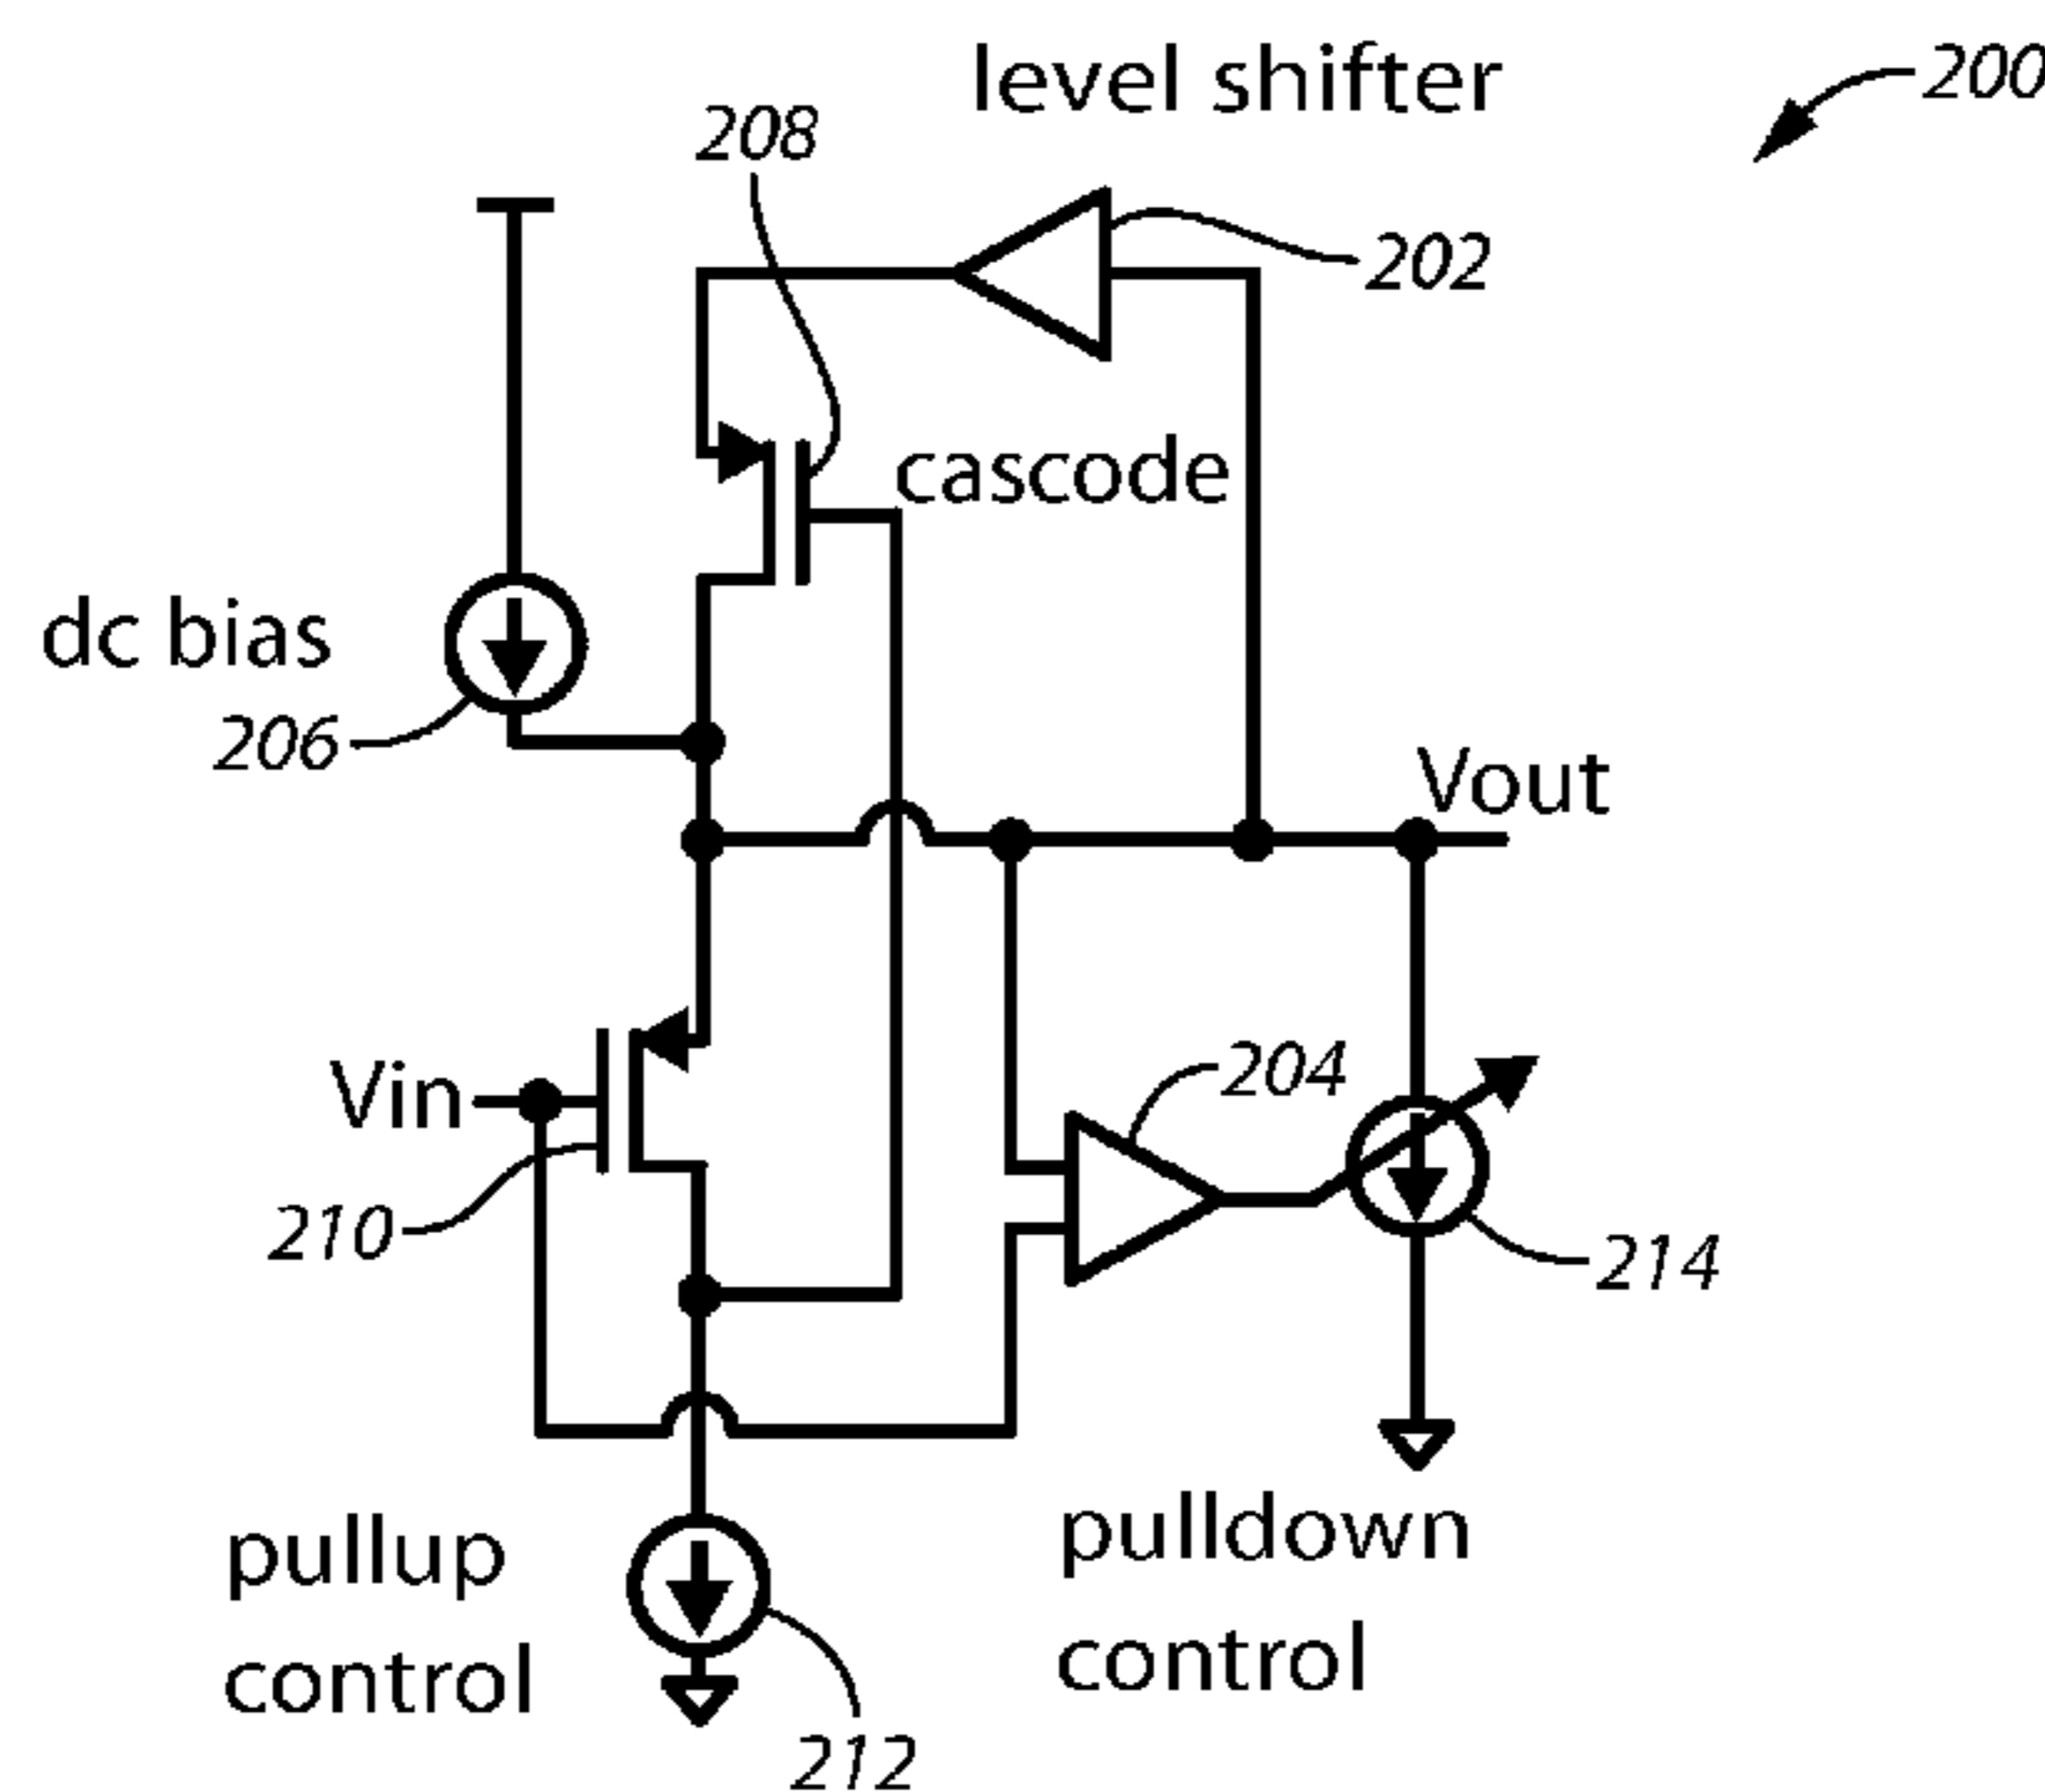 level shifter
200
208
202
cascode
dc bias
206
Vout
Vin
204
210
214
pullup
control
pulldown
control
212